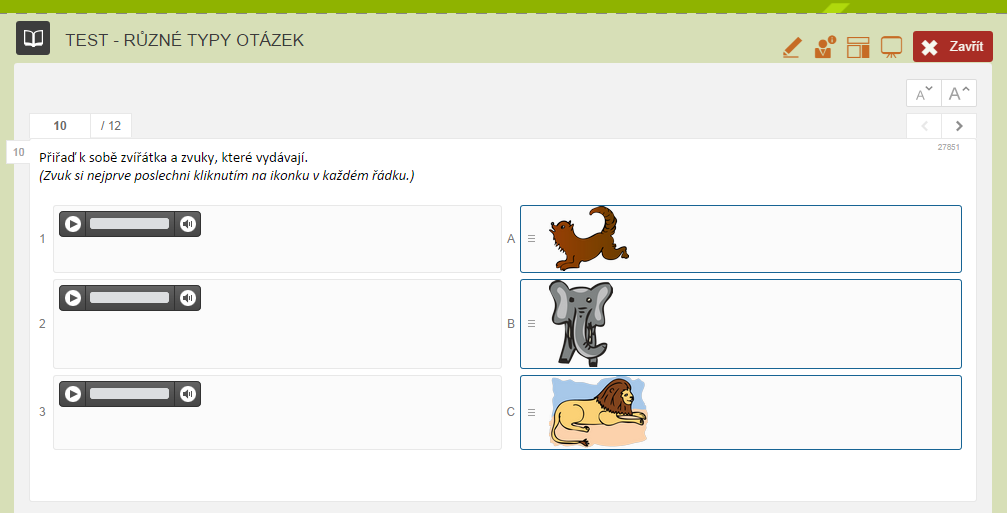 TEST - RŮZNÉ TYPY OTÁZEK
Zavřít
A A
10 / 12
27851
10
Přiřaď k sobě zvířátka a zvuky, které vydávají.
(Zvuk si nejprve poslechni kliknutím na ikonku v každém řádku.)
1 A
2 B
3 C